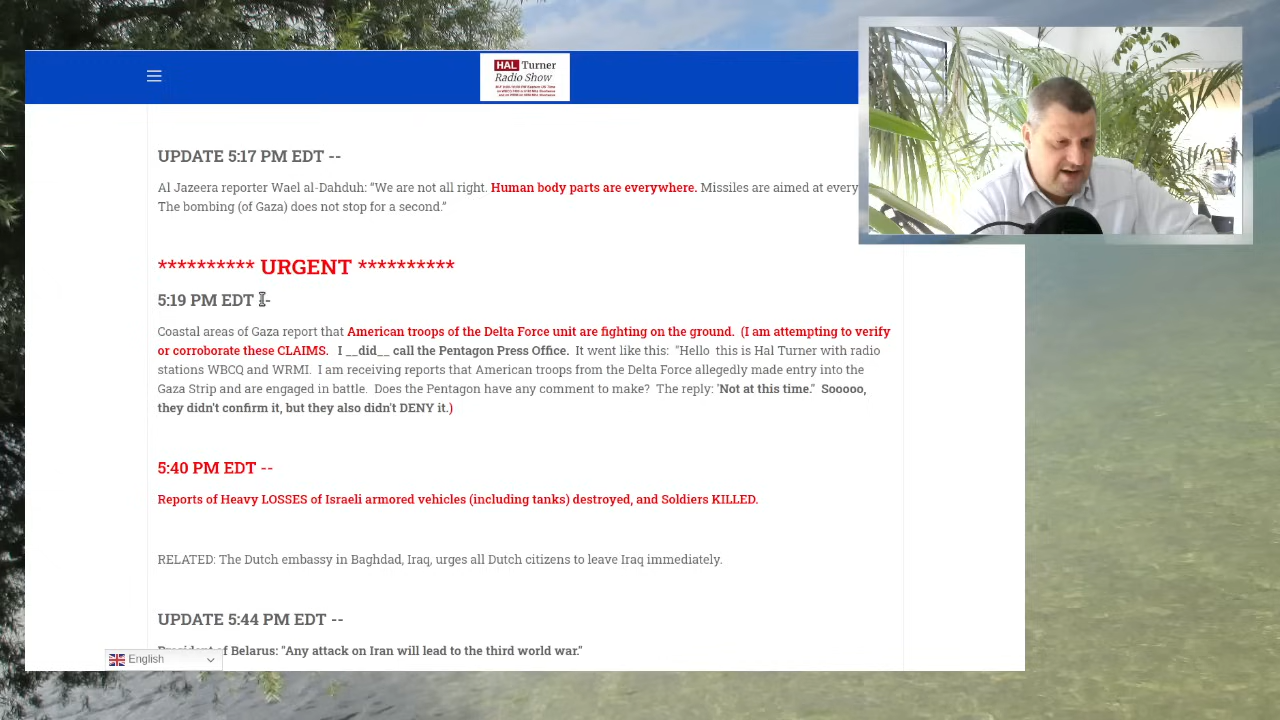 HAL Turner
Radio Show
UPDATE 5:17 PM EDT --
Al Jazeera reporter Wael al-Dahduh: “We are not all right. Human body parts are everywhere. Missiles are aimed at every
The bombing (of Gaza) does not stop for a second.”
********** URGENT **********
5:19 PM EDT --
Coastal areas of Gaza report that American troops of the Delta Force unit are fighting on the ground. (I am attempting to verify
or corroborate these CLAIMS. I __did__ call the Pentagon Press Office. It went like this: "Hello this is Hal Turner with radio
stations WBCQ and WRMI. I am receiving reports that American troops from the Delta Force allegedly made entry into the
Gaza Strip and are engaged in battle. Does the Pentagon have any comment to make? The reply: 'Not at this time." Sooooo,
they didn't confirm it, but they also didn't DENY it.)
5:40 PM EDT --
Reports of Heavy LOSSES of Israeli armored vehicles (including tanks) destroyed, and Soldiers KILLED.
RELATED: The Dutch embassy in Baghdad, Iraq, urges all Dutch citizens to leave Iraq immediately.
UPDATE 5:44 PM EDT --
President of Belarus: "Any attack on Iran will lead to the third world war."
English